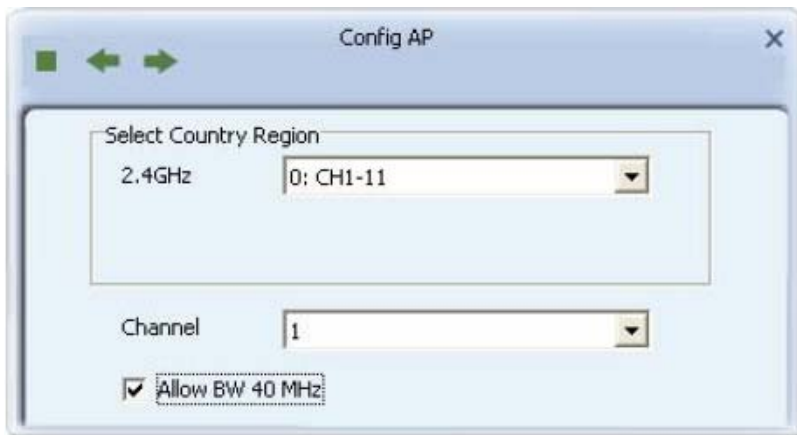 Config AP
Select Country Region
2.4GHz 0: CH1-11
Channel 1
Allow BW 40 MHz